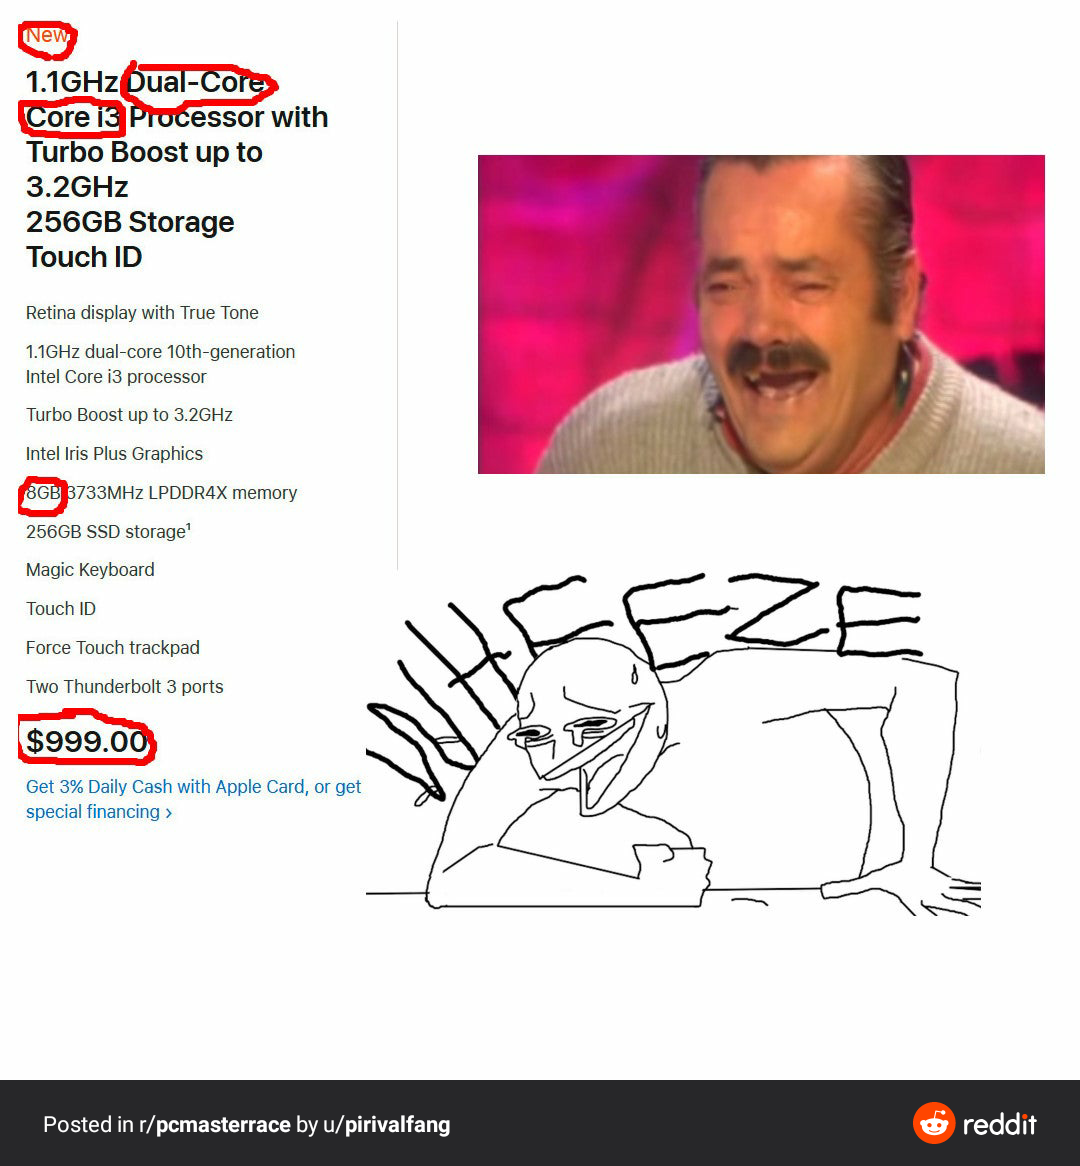 New
1.1GHz Dual-Core
Core i3 Processor with
Turbo Boost up to
3.2GHz
256GB Storage
Touch ID
Retina display with True Tone
1.1GHz dual-core 10th-generation
Intel Core i3 processor
Turbo Boost up to 3.2GHz
Intel Iris Plus Graphics
8GB 3733MHz LPDDR4X memory
256GB SSD storage¹
Magic Keyboard
Touch ID
Force Touch trackpad
Two Thunderbolt 3 ports
$999.00
Get 3% Daily Cash with Apple Card, or get
special financing ›
WHEEZE
Posted in r/pcmasterrace by u/pirivalfang
reddit